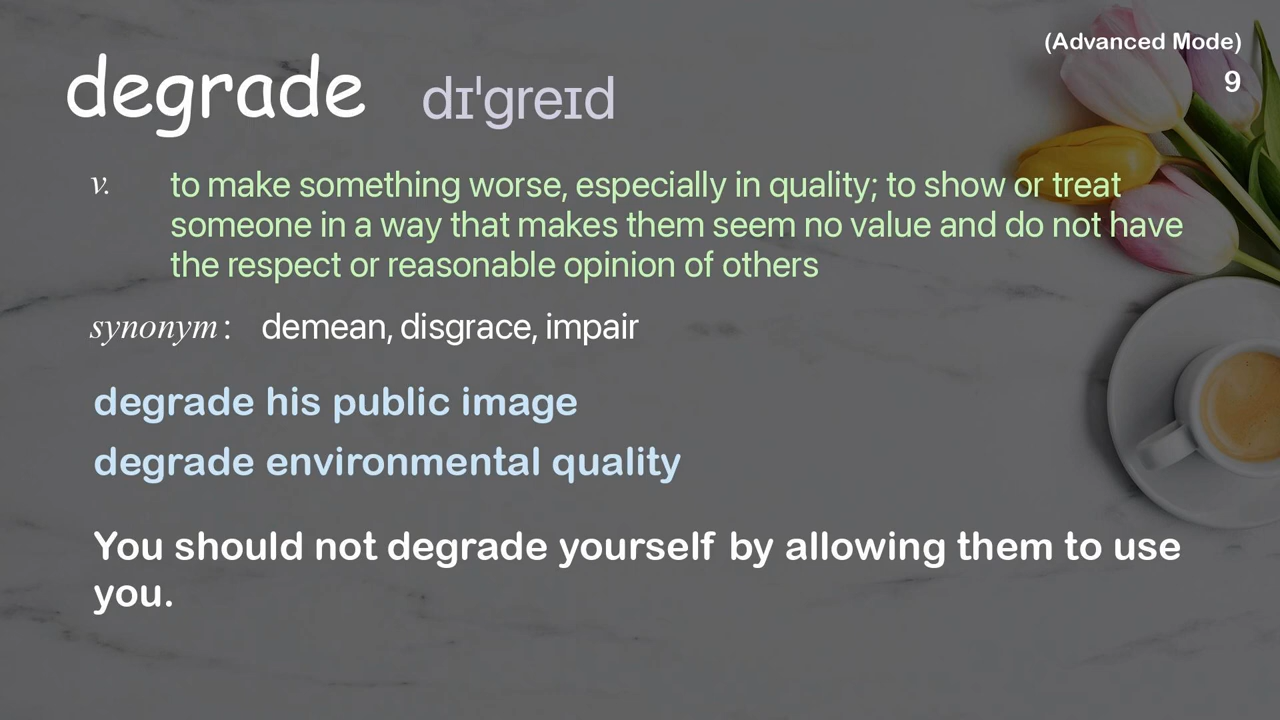 (Advanced Mode)
9
degrade dɪˈɡreɪd
v. to make something worse, especially in quality; to show or treat
someone in a way that makes them seem no value and do not have
the respect or reasonable opinion of others
synonym: demean, disgrace, impair
degrade his public image
degrade environmental quality
You should not degrade yourself by allowing them to use
you.